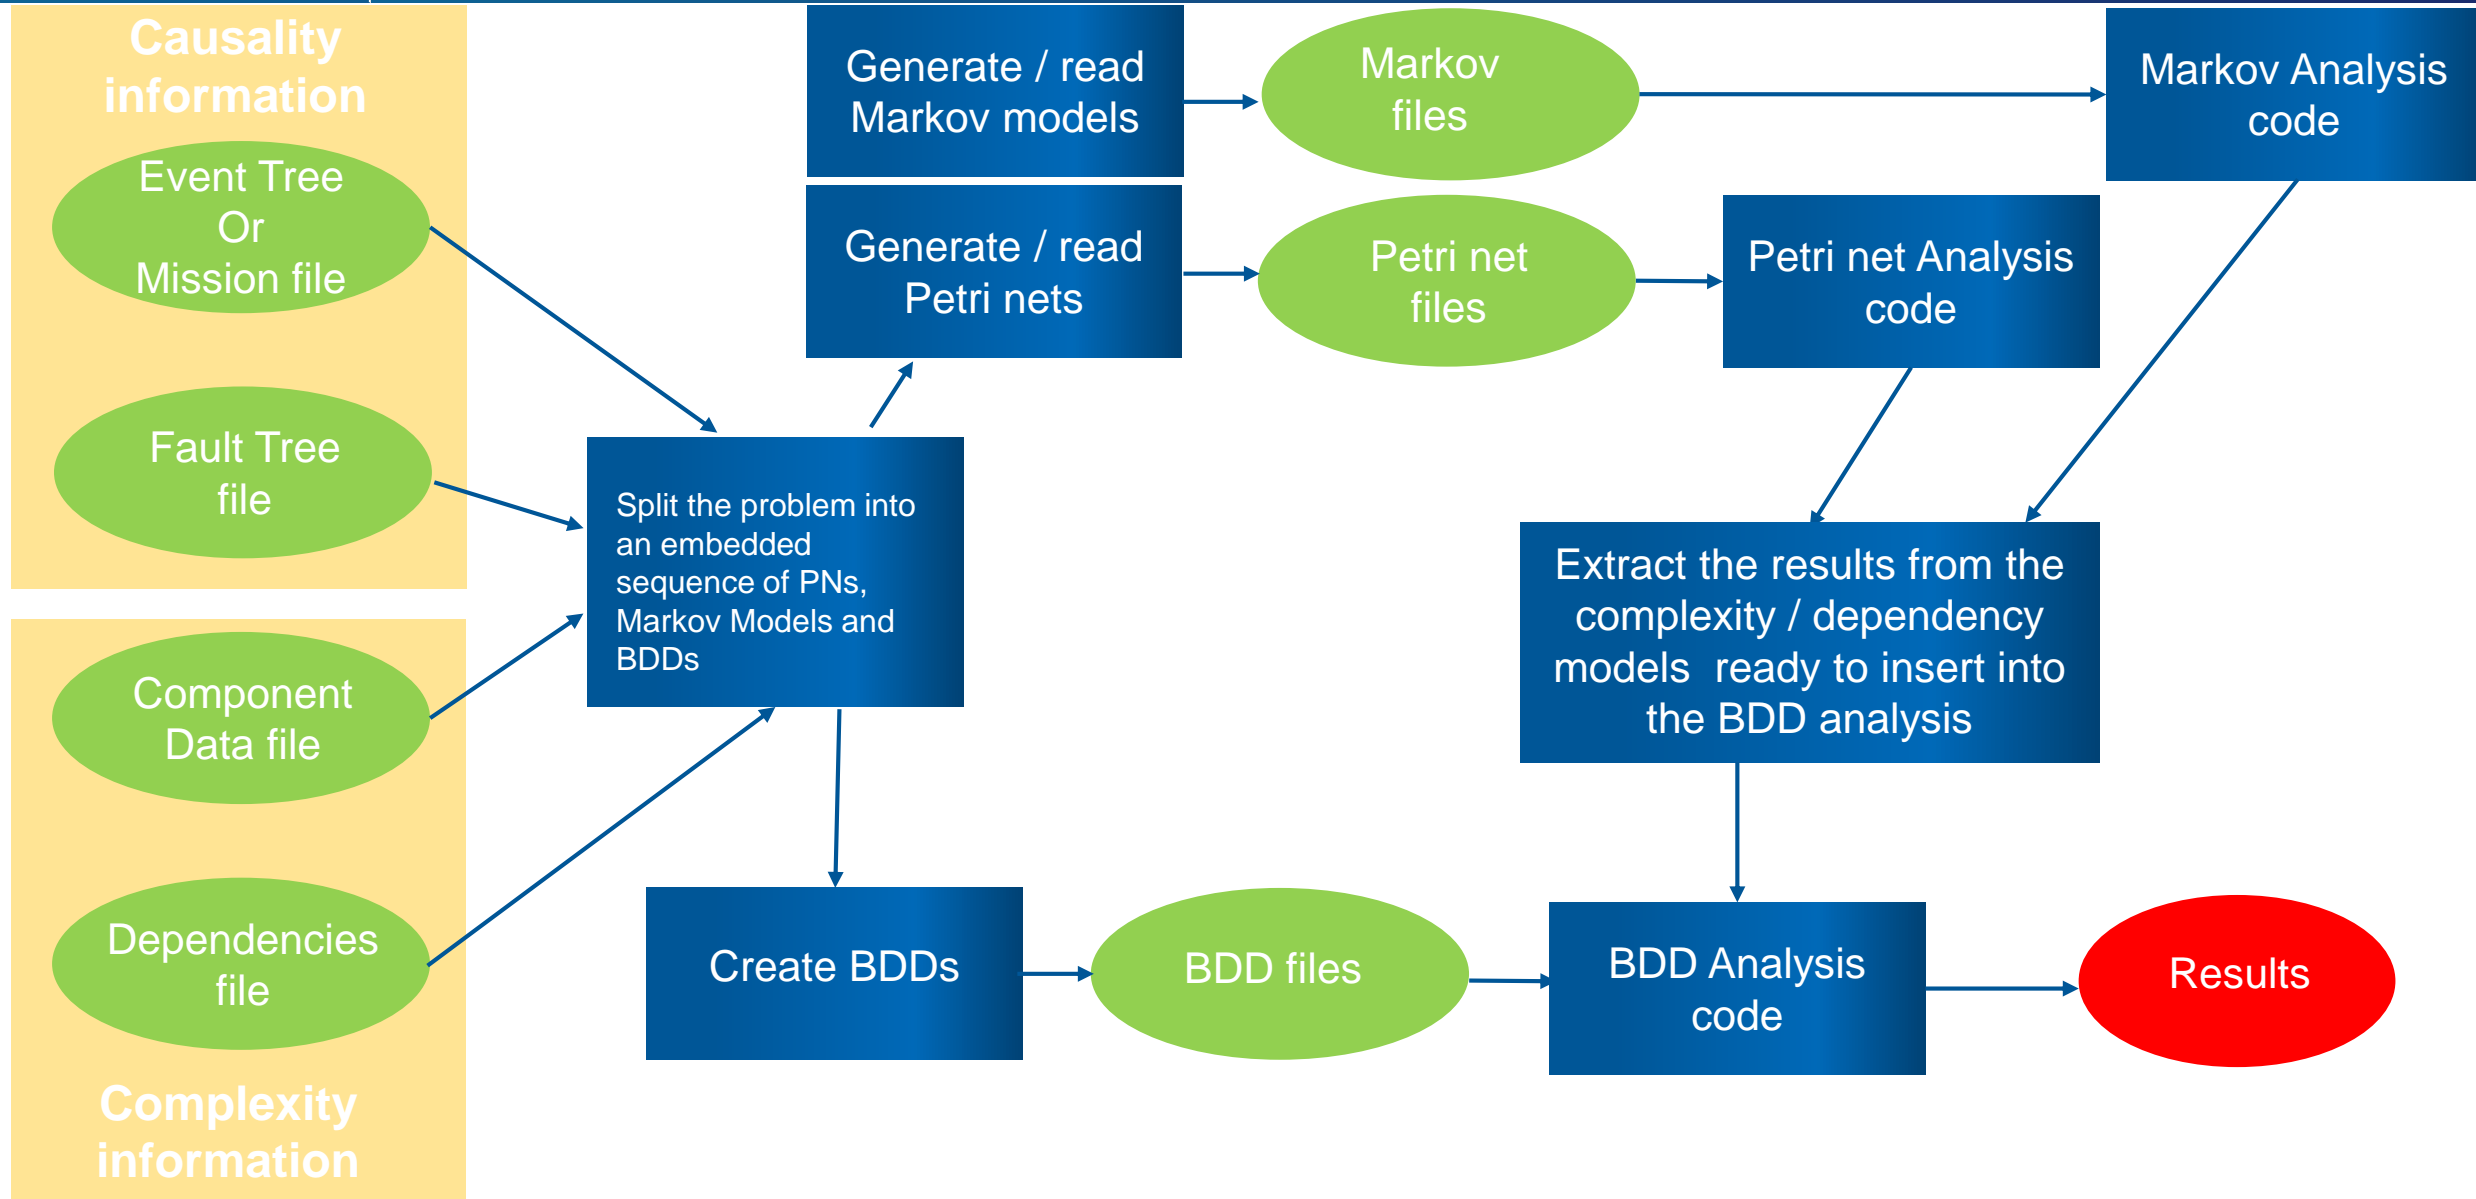 Causality
information
Event Tree
Or
Mission file
Fault Tree
file
Component
Data file
Dependencies
file
Complexity
information
Split the problem into
an embedded
sequence of PNs,
Markov Models and
BDDs
Generate / read
Markov models
Markov
files
Markov Analysis
code
Generate / read
Petri nets
Petri net
files
Petri net Analysis
code
Extract the results from the
complexity / dependency
models  ready to insert into
the BDD analysis
Create BDDs
BDD files
BDD Analysis
code
Results